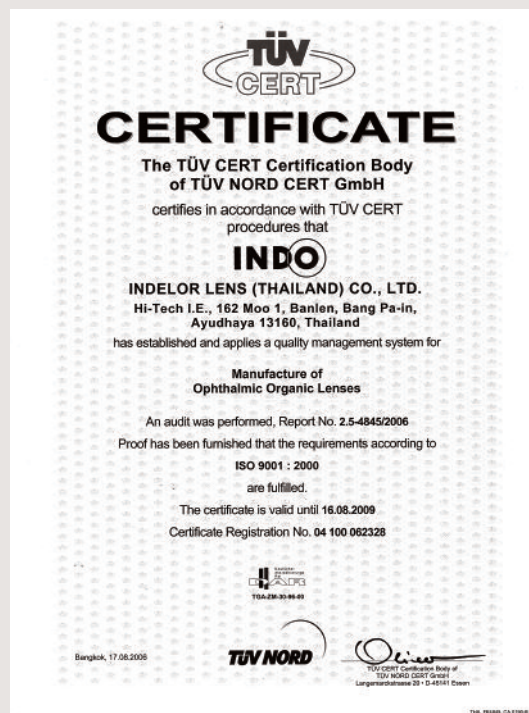 TÜV
CERT
CERTIFICATE
The TÜV CERT Certification Body
of TÜV NORD CERT GmbH
certifies in accordance with TÜV CERT
procedures that
INDO
INDELOR LENS (THAILAND) CO., LTD.
Hi-Tech I.E., 162 Moo 1, Banlen, Bang Pa-in,
Ayudhaya 13160, Thailand
has established and applies a quality management system for
Manufacture of
Ophthalmic Organic Lenses
An audit was performed, Report No. 2.5-4845/2006
Proof has been furnished that the requirements according to
ISO 9001 : 2000
are fulfilled.
The certificate is valid until 16.08.2009
Certificate Registration No. 04 100 062328
TGA-ZM-30-96-00
Bangkok, 17.08.2006
TÜV NORD
TÜV CERT Certification Body of
TÜV NORD CERT GmbH
Langemarckstrasse 20 • D-45141 Essen